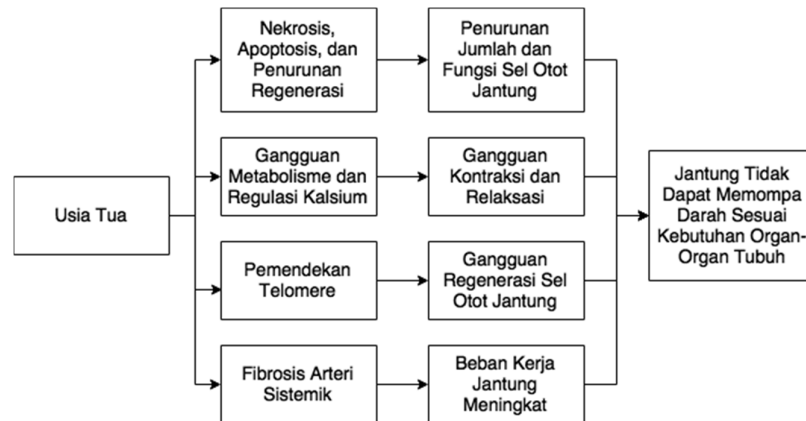 Usia Tua
Nekrosis,
Apoptosis, dan
Penurunan
Regenerasi
Penurunan
Jumlah dan
Fungsi Sel Otot
Jantung
Gangguan
Metabolisme dan
Regulasi Kalsium
Gangguan
Kontraksi dan
Relaksasi
Pemendekan
Telomere
Gangguan
Regenerasi Sel
Otot Jantung
Fibrosis Arteri
Sistemik
Beban Kerja
Jantung
Meningkat
Jantung Tidak
Dapat Memompa
Darah Sesuai
Kebutuhan Organ-
Organ Tubuh